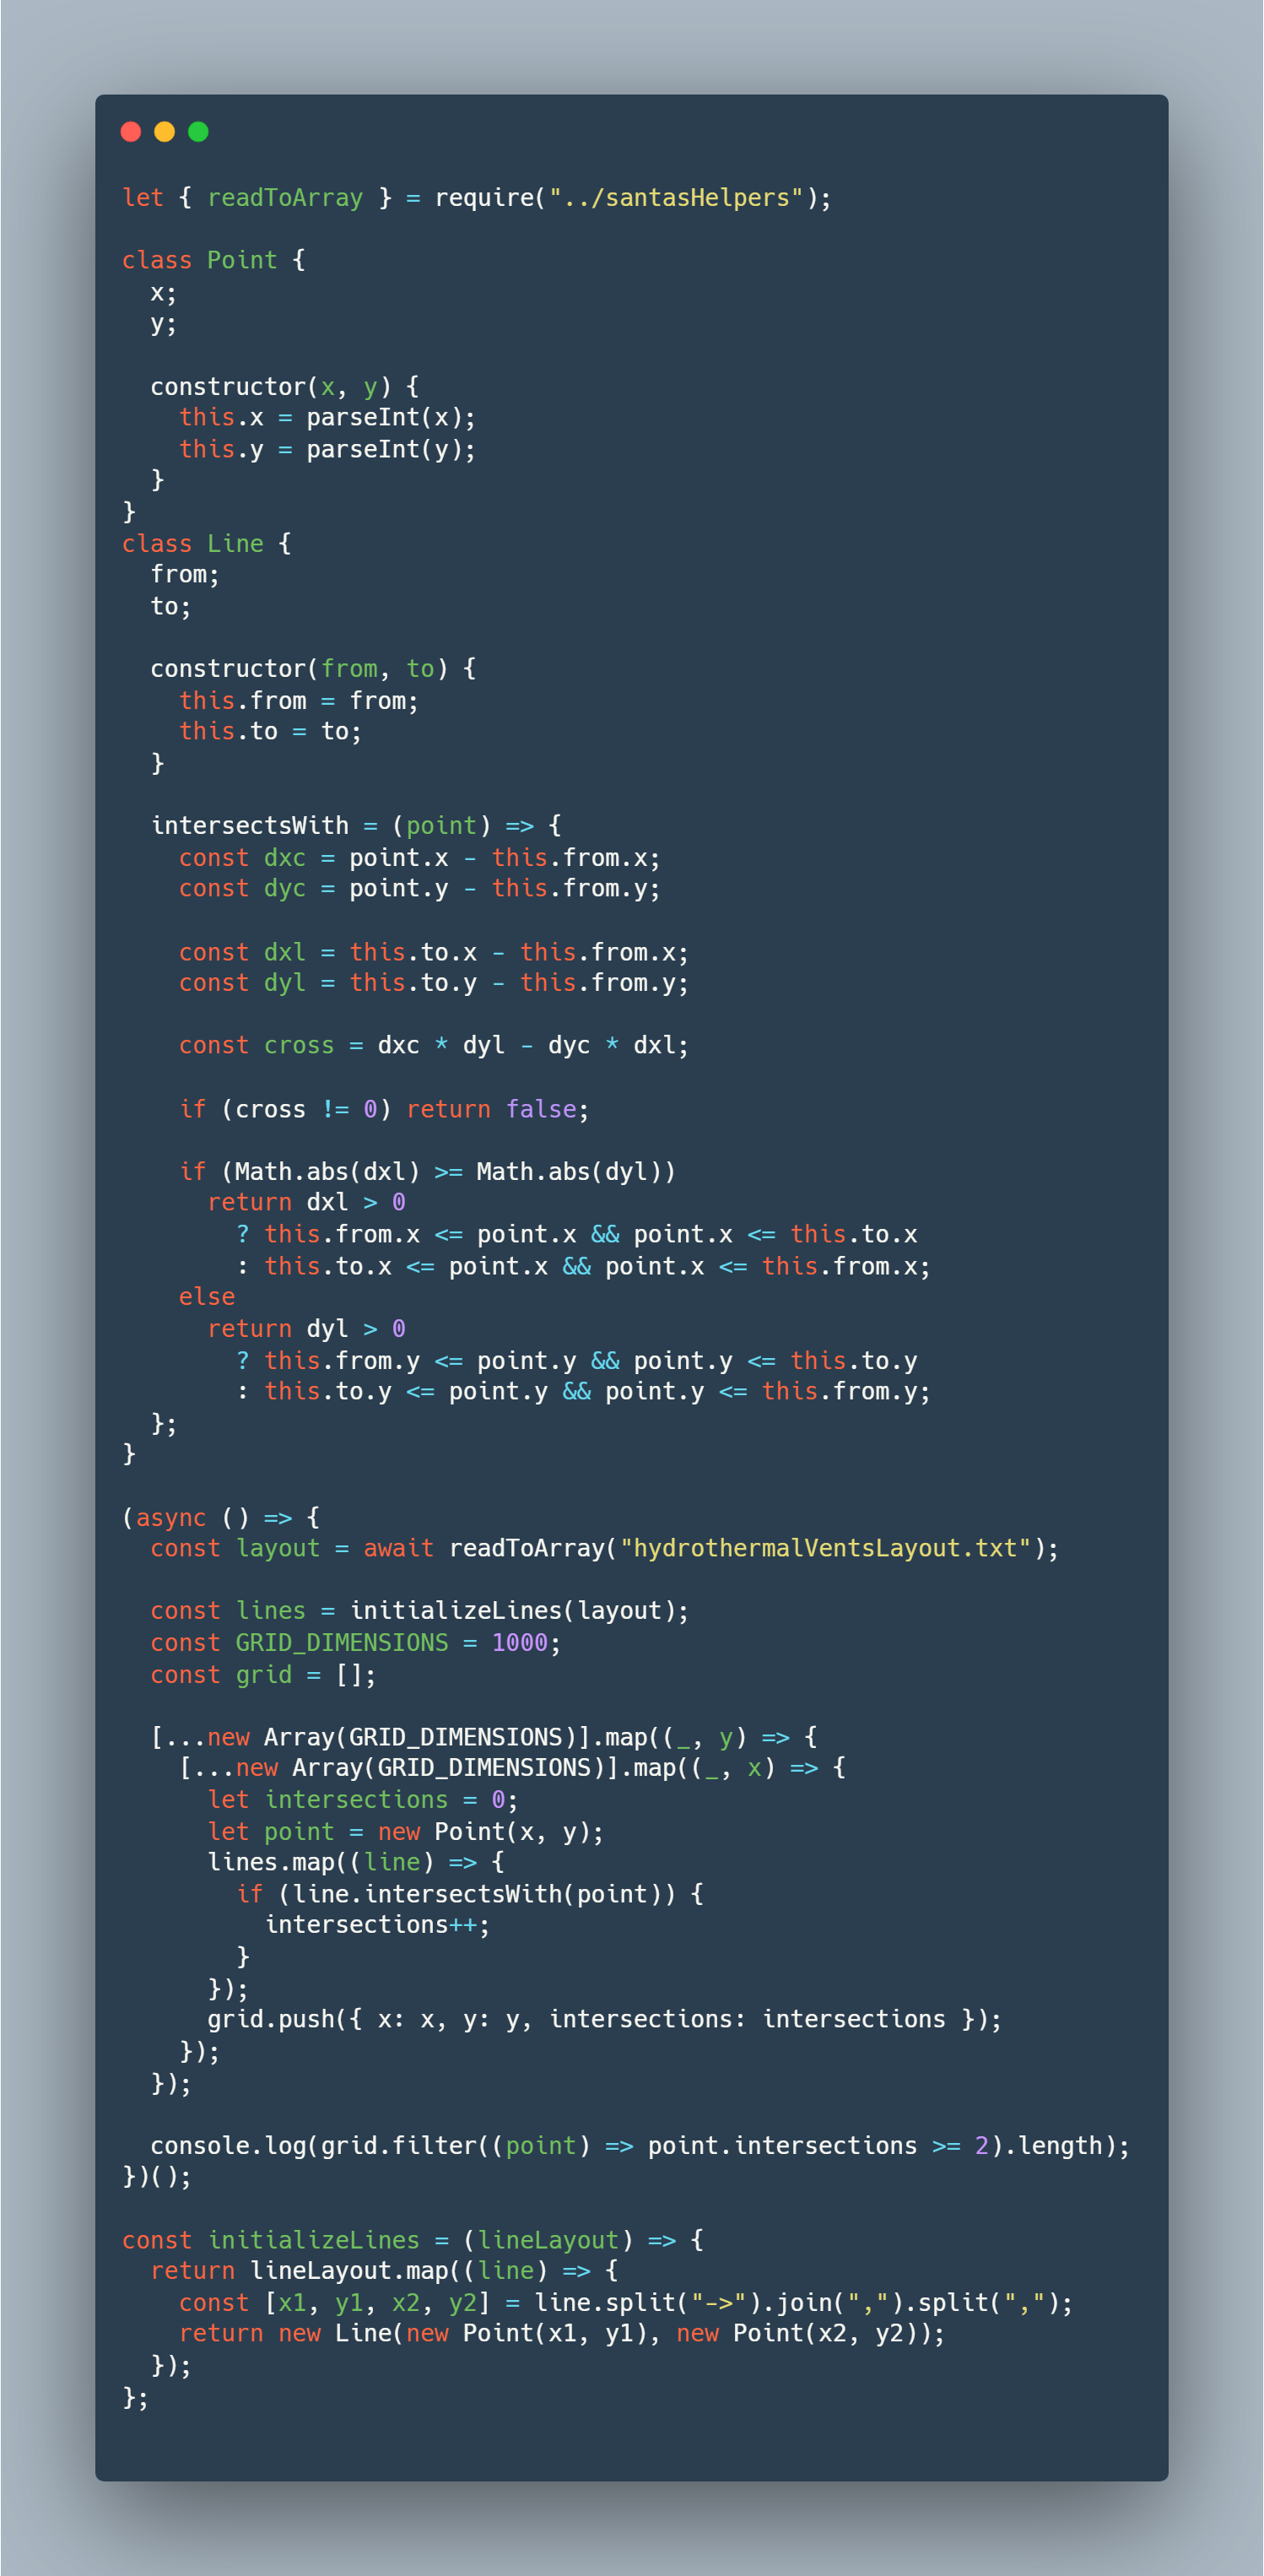 let { readToArray } = require("../santasHelpers");

class Point {
  x;
  y;

  constructor(x, y) {
    this.x = parseInt(x);
    this.y = parseInt(y);
  }
}
class Line {
  from;
  to;

  constructor(from, to) {
    this.from = from;
    this.to = to;
  }

  intersectsWith = (point) => {
    const dxc = point.x - this.from.x;
    const dyc = point.y - this.from.y;

    const dxl = this.to.x - this.from.x;
    const dyl = this.to.y - this.from.y;

    const cross = dxc * dyl - dyc * dxl;

    if (cross != 0) return false;

    if (Math.abs(dxl) >= Math.abs(dyl))
      return dxl > 0
        ? this.from.x <= point.x && point.x <= this.to.x
        : this.to.x <= point.x && point.x <= this.from.x;
    else
      return dyl > 0
        ? this.from.y <= point.y && point.y <= this.to.y
        : this.to.y <= point.y && point.y <= this.from.y;
  };
}

(async () => {
  const layout = await readToArray("hydrothermalVentsLayout.txt");

  const lines = initializeLines(layout);
  const GRID_DIMENSIONS = 1000;
  const grid = [];

  [...new Array(GRID_DIMENSIONS)].map((_, y) => {
    [...new Array(GRID_DIMENSIONS)].map((_, x) => {
      let intersections = 0;
      let point = new Point(x, y);
      lines.map((line) => {
        if (line.intersectsWith(point)) {
          intersections++;
        }
      });
      grid.push({ x: x, y: y, intersections: intersections });
    });
  });

  console.log(grid.filter((point) => point.intersections >= 2).length);
})();

const initializeLines = (lineLayout) => {
  return lineLayout.map((line) => {
    const [x1, y1, x2, y2] = line.split("->").join(",").split(",");
    return new Line(new Point(x1, y1), new Point(x2, y2));
  });
};